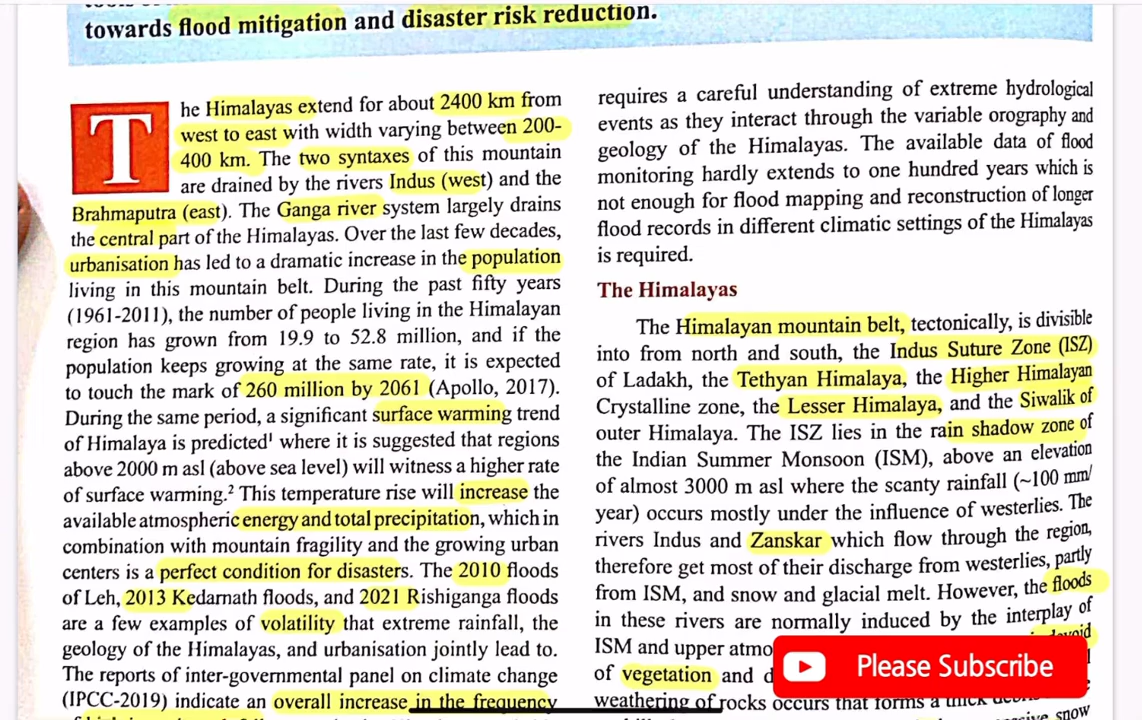 towards flood mitigation and disaster risk reduction.
The Himalayas extend for about 2400 km from
west to east with width varying between 200-
400 km. The two syntaxes of this mountain
are drained by the rivers Indus (west) and the
Brahmaputra (east). The Ganga river system largely drains
the central part of the Himalayas. Over the last few decades,
urbanisation has led to a dramatic increase in the population
living in this mountain belt. During the past fifty years
(1961-2011), the number of people living in the Himalayan
region has grown from 19.9 to 52.8 million, and if the
population keeps growing at the same rate, it is expected
to touch the mark of 260 million by 2061 (Apollo, 2017).
During the same period, a significant surface warming trend
of Himalaya is predicted¹ where it is suggested that regions
above 2000 m asl (above sea level) will witness a higher rate
of surface warming.² This temperature rise will increase the
available atmospheric energy and total precipitation, which in
combination with mountain fragility and the growing urban
centers is a perfect condition for disasters. The 2010 floods
of Leh, 2013 Kedarnath floods, and 2021 Rishiganga floods
are a few examples of volatility that extreme rainfall, the
geology of the Himalayas, and urbanisation jointly lead to.
The reports of inter-governmental panel on climate change
(IPCC-2019) indicate an overall increase in the frequency
requires a careful understanding of extreme hydrological
events as they interact through the variable orography and
geology of the Himalayas. The available data of flood
monitoring hardly extends to one hundred years which is
not enough for flood mapping and reconstruction of longer
flood records in different climatic settings of the Himalayas
is required.
The Himalayas
The Himalayan mountain belt, tectonically, is divisible
into from north and south, the Indus Suture Zone (ISZ)
of Ladakh, the Tethyan Himalaya, the Higher Himalayan
Crystalline zone, the Lesser Himalaya, and the Siwalik of
outer Himalaya. The ISZ lies in the rain shadow zone of
the Indian Summer Monsoon (ISM), above an elevation
of almost 3000 m asl where the scanty rainfall (~100 mm/
year) occurs mostly under the influence of westerlies. The
rivers Indus and Zanskar which flow through the region,
therefore get most of their discharge from westerlies, partly
from ISM, and snow and glacial melt. However, the floods
in these rivers are normally induced by the interplay of
ISM and upper atmo
of vegetation and d
weathering of rocks occurs that forms a thick
snow
Please Subscribe